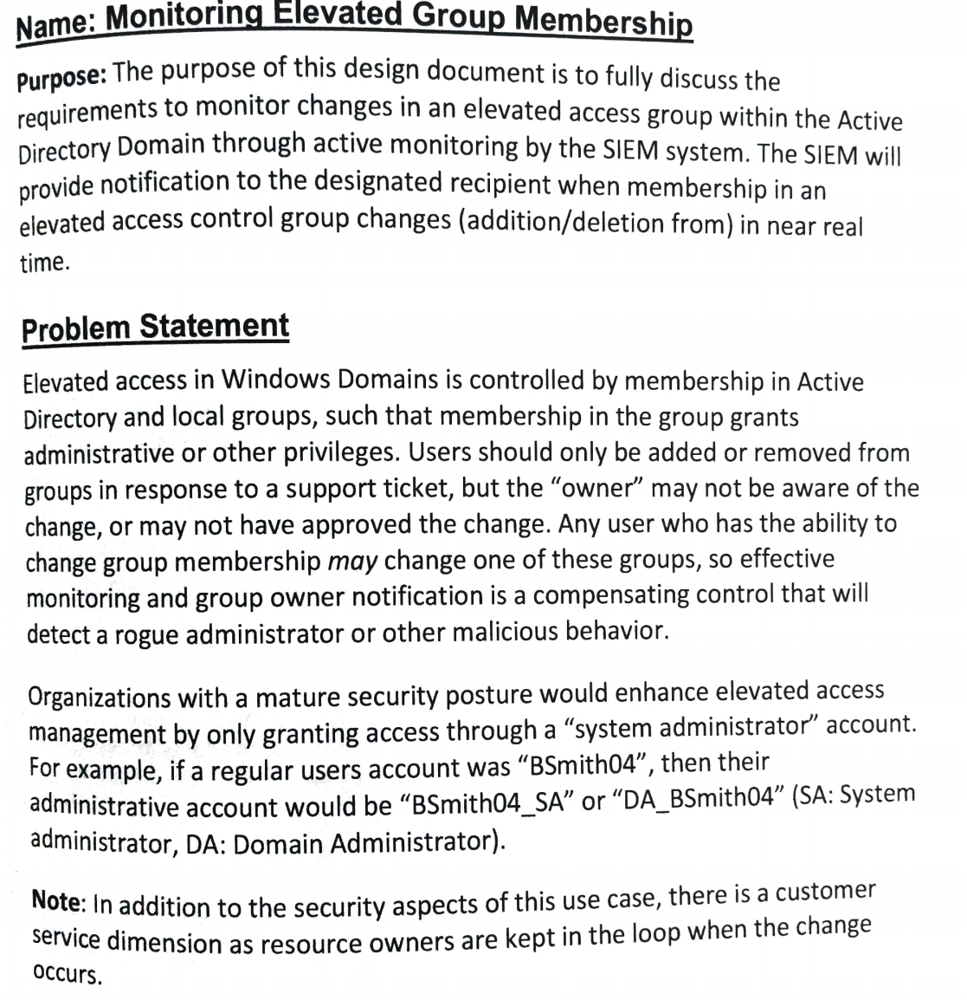 Name: Monitoring Elevated Group Membership
Purpose: The purpose of this design document is to fully discuss the
requirements to monitor changes in an elevated access group within the Active
Directory Domain through active monitoring by the SIEM system. The SIEM will
provide notification to the designated recipient when membership in an
elevated access control group changes (addition/deletion from) in near real
time.
Problem Statement
Elevated access in Windows Domains is controlled by membership in Active
Directory and local groups, such that membership in the group grants
administrative or other privileges. Users should only be added or removed from
groups in response to a support ticket, but the “owner” may not be aware of the
change, or may not have approved the change. Any user who has the ability to
change group membership may change one of these groups, so effective
monitoring and group owner notification is a compensating control that will
detect a rogue administrator or other malicious behavior.
Organizations with a mature security posture would enhance elevated access
management by only granting access through a “system administrator” account.
For example, if a regular users account was “BSmith04”, then their
administrative account would be “BSmith04_SA” or “DA_BSmith04” (SA: System
administrator, DA: Domain Administrator).
Note: In addition to the security aspects of this use case, there is a customer
service dimension as resource owners are kept in the loop when the change
occurs.